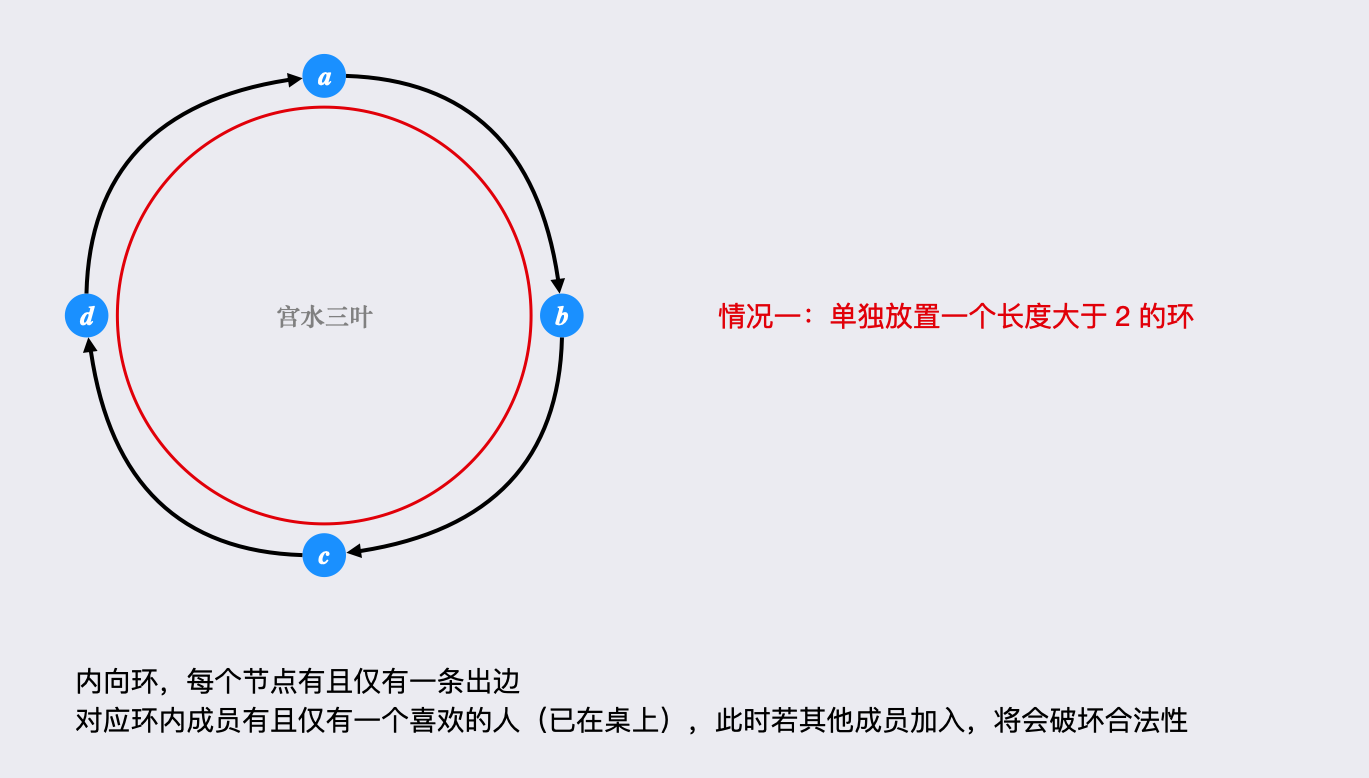 a
d
宫水三叶
b
情况一：单独放置一个长度大于 2 的环
c
内向环，每个节点有且仅有一条出边
对应环内成员有且仅有一个喜欢的人（已在桌上），此时若其他成员加入，将会破坏合法性